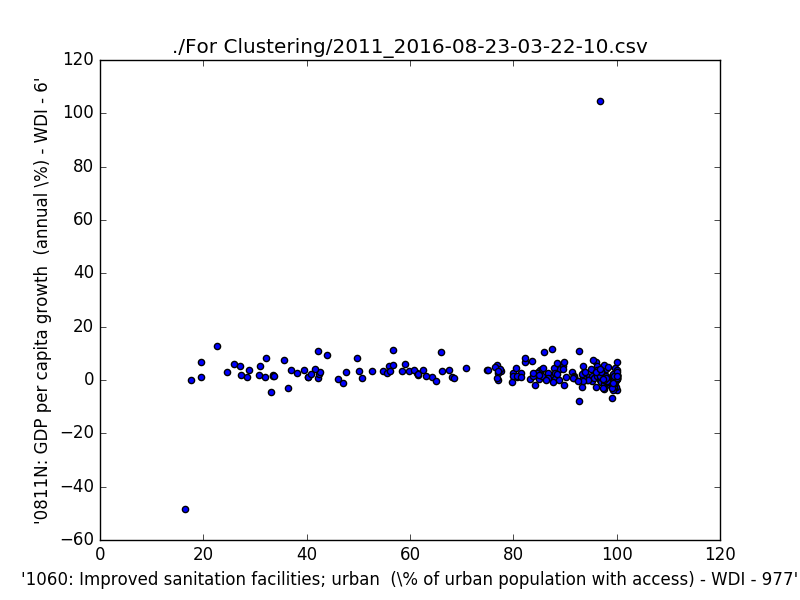 ./For Clustering/2011_2016-08-23-03-22-10.csv
120
100
80
60
40
20
0
−20
−40
−60
'0811N: GDP per capita growth  (annual \%) - WDI - 6'
0 20 40 60 80 100 120
'1060: Improved sanitation facilities; urban  (\% of urban population with access) - WDI - 977'